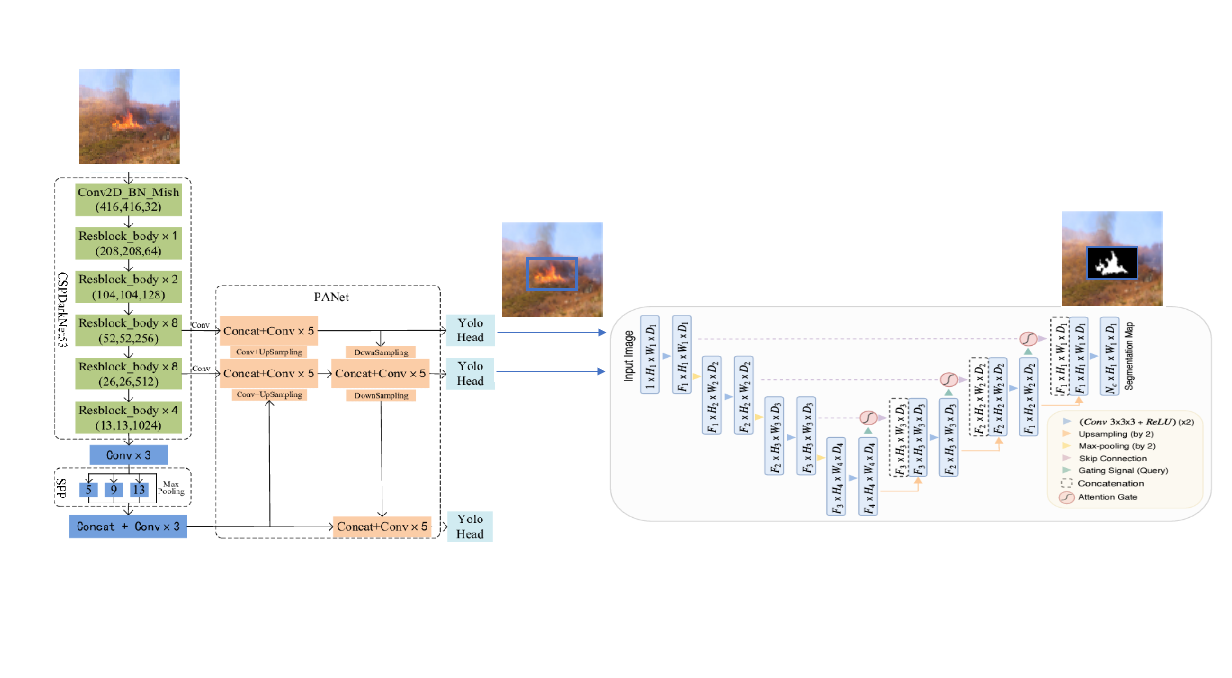 Conv2D_BN_Mish
(416,416,32)
Resblock_body × 1
(208,208,64)
Resblock_body × 2
(104,104,128)
Resblock_body × 8
(52,52,256)
Resblock_body × 8
(26,26,512)
Resblock_body × 4
(13,13,1024)
CSPDarkNet53
Conv × 3
SPP
5
9
13
Max
Pooling
Concat + Conv × 3
Conv
Conv
PANet
Concat+Conv × 5
Conv+UpSampling
DownSampling
Concat+Conv × 5
Concat+Conv × 5
Conv+UpSampling
DownSampling
Concat+Conv × 5
Yolo
Head
Yolo
Head
Yolo
Head
Input Image
1 x H₁ x W₁ x D₁
F₁ x H₁ x W₁ x D₁
F₁ x H₂ x W₂ x D₂
F₂ x H₂ x W₂ x D₂
F₂ x H₃ x W₃ x D₃
F₃ x H₃ x W₃ x D₃
F₃ x H₄ x W₄ x D₄
F₄ x H₄ x W₄ x D₄
F₃ x H₃ x W₃ x D₃
F₃ x H₃ x W₃ x D₃
F₂ x H₃ x W₃ x D₃
F₂ x H₂ x W₂ x D₂
F₂ x H₂ x W₂ x D₂
F₁ x H₂ x W₂ x D₂
F₁ x H₁ x W₁ x D₁
F₁ x H₁ x W₁ x D₁
N꜀ x H₁ x W₁ x D₁
Segmentation Map
(Conv 3x3x3 + ReLU) (x2)
Upsampling (by 2)
Max-pooling (by 2)
Skip Connection
Gating Signal (Query)
Concatenation
Attention Gate